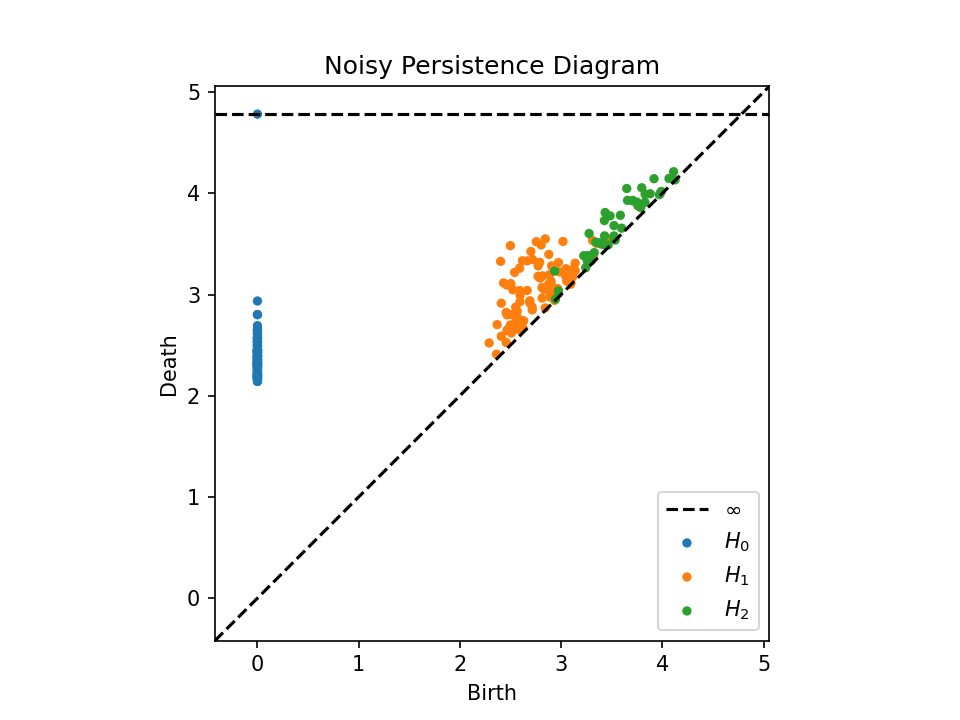 Noisy Persistence Diagram
Death
5
4
3
2
1
0
∞
H₀
H₁
H₂
0 1 2 3 4 5
Birth